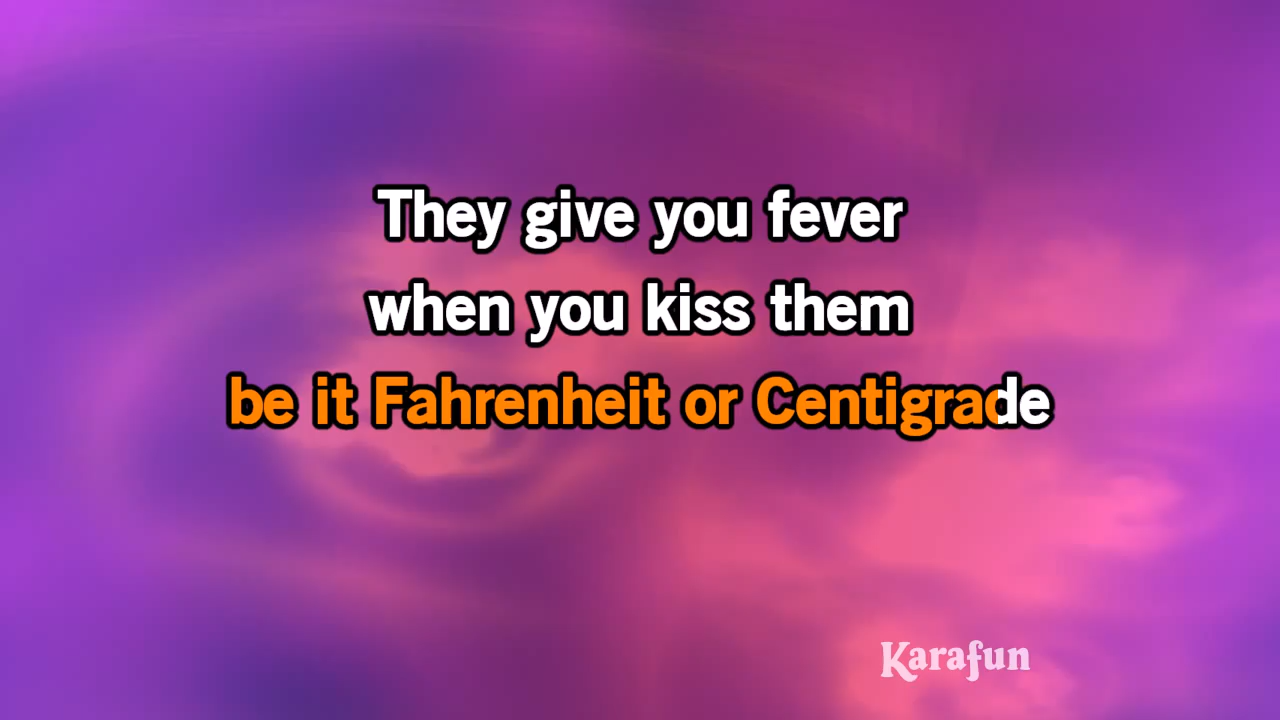 They give you fever
when you kiss them
be it Fahrenheit or Centigrade
Karafun